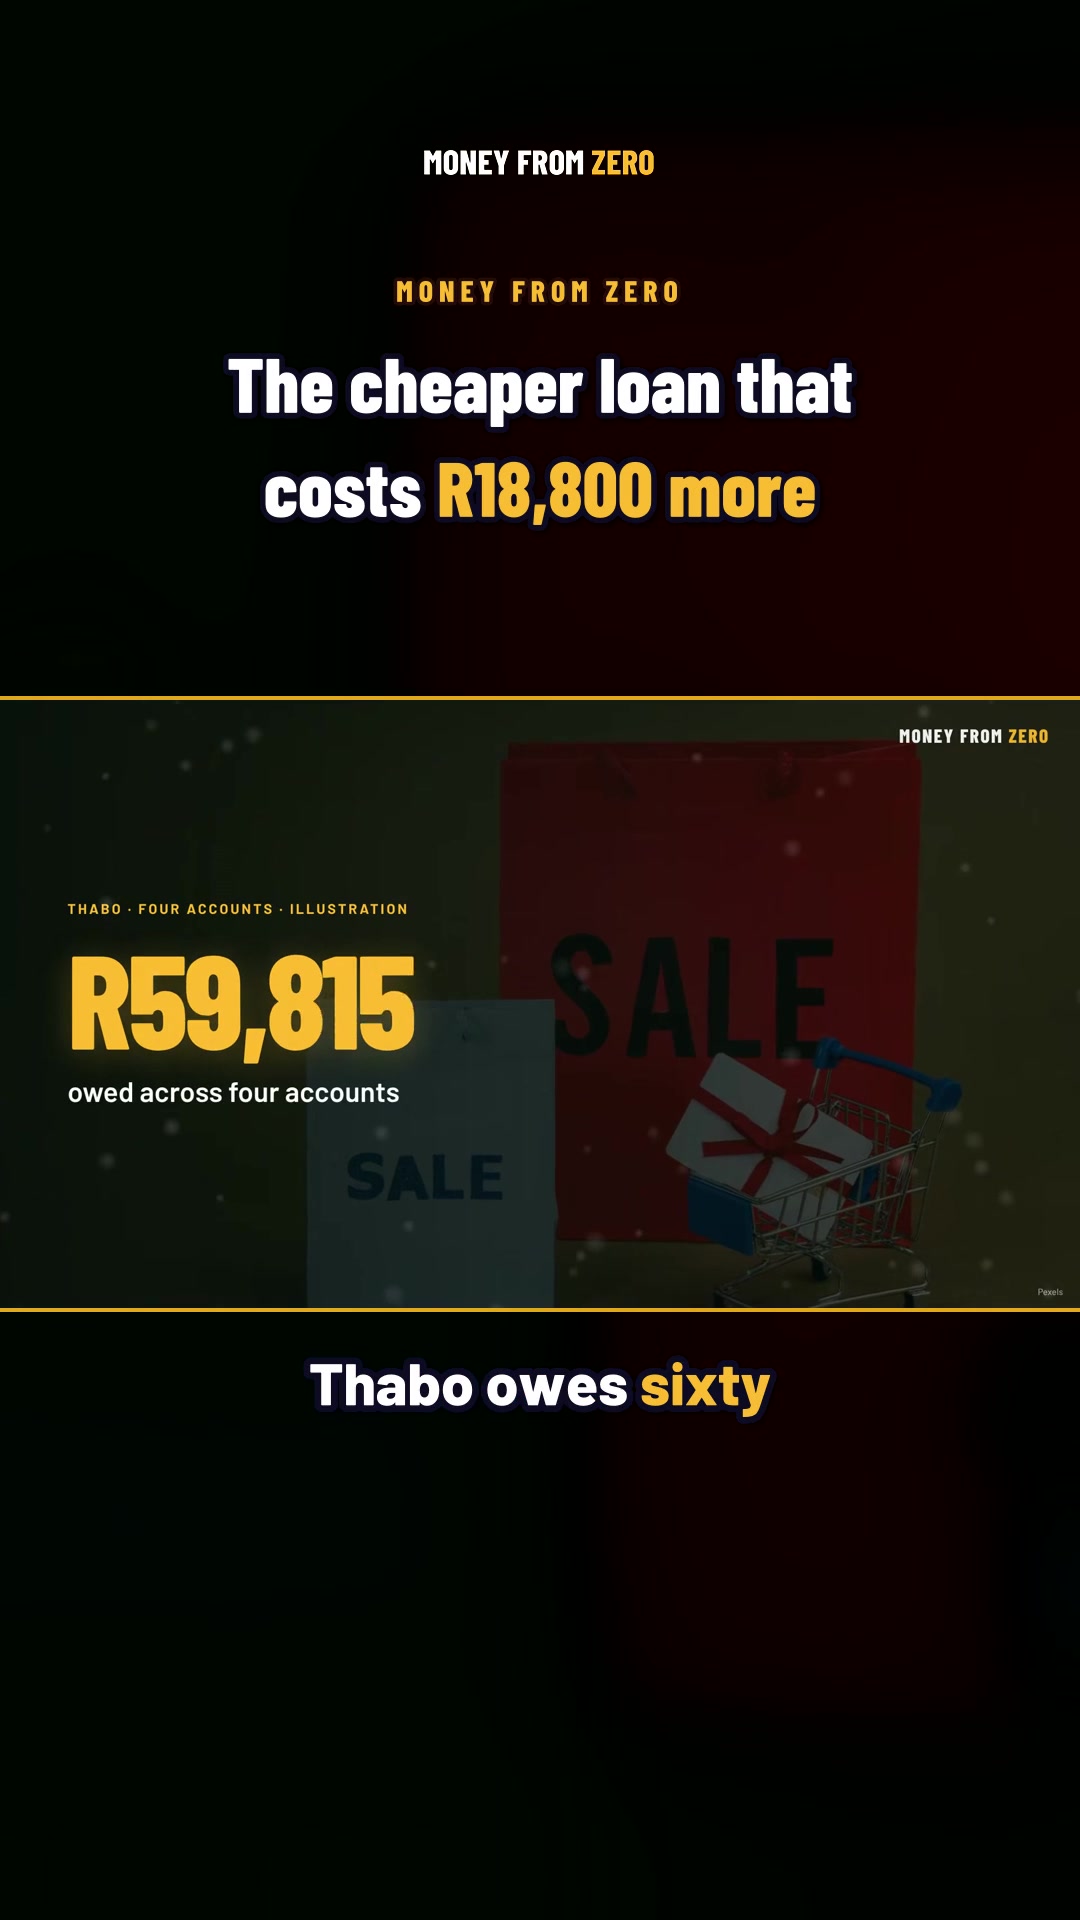 MONEY FROM ZERO
MONEY FROM ZERO
The cheaper loan that
costs R18,800 more
MONEY FROM ZERO
THABO · FOUR ACCOUNTS · ILLUSTRATION
R59,815
owed across four accounts
SALE
SALE
Pexels
Thabo owes sixty